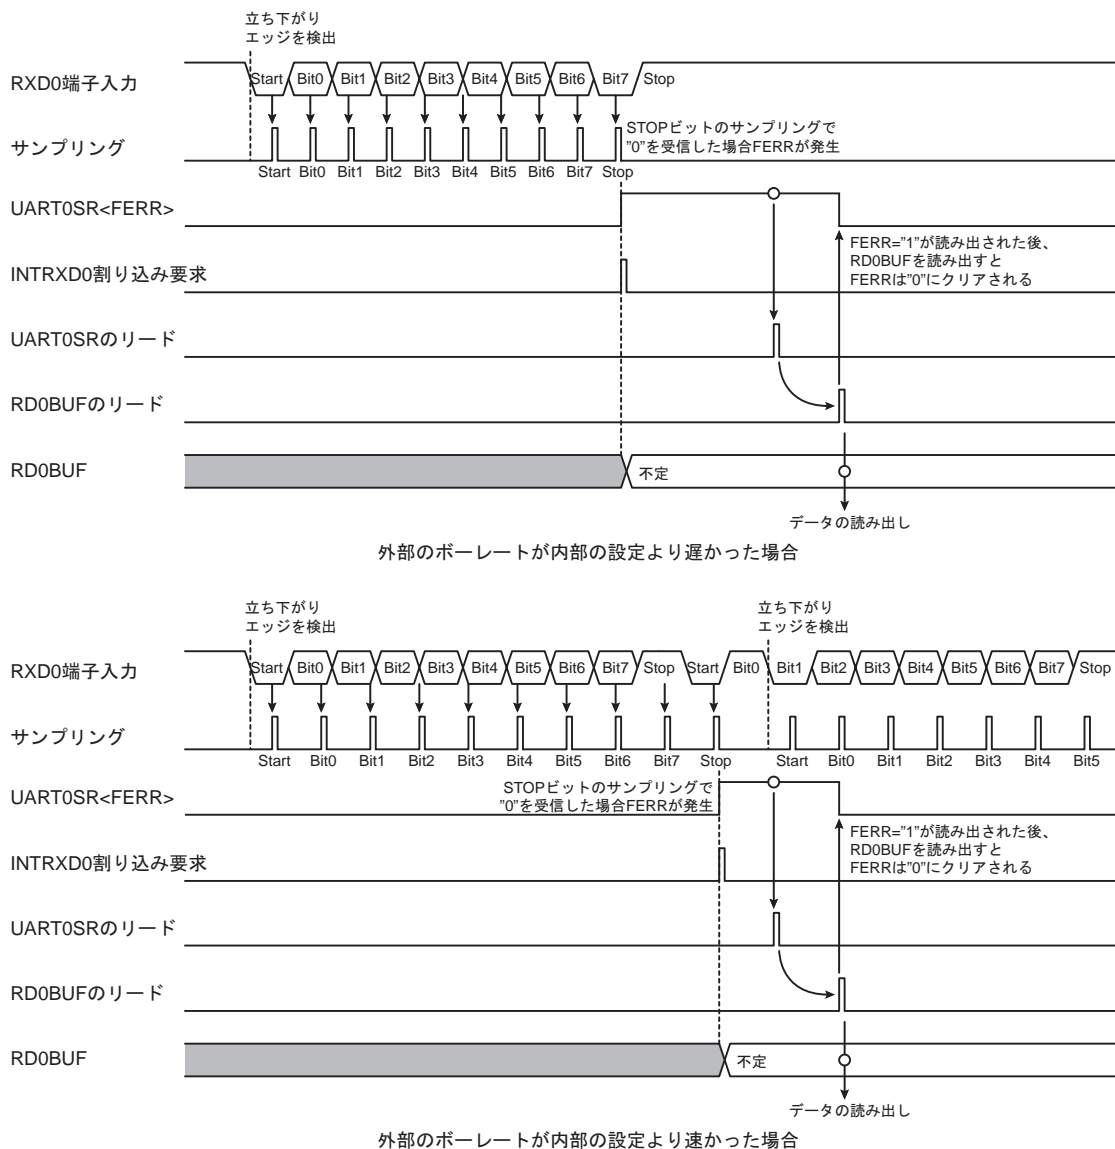 立ち下がり
エッジを検出
RXD0端子入力
Start Bit0 Bit1 Bit2 Bit3 Bit4 Bit5 Bit6 Bit7 Stop
サンプリング
STOPビットのサンプリングで
"0"を受信した場合FERRが発生
Start Bit0 Bit1 Bit2 Bit3 Bit4 Bit5 Bit6 Bit7 Stop
UART0SR<FERR>
FERR="1"が読み出された後、
RD0BUFを読み出すと
FERRは"0"にクリアされる
INTRXD0割り込み要求
UART0SRのリード
RD0BUFのリード
RD0BUF
不定
データの読み出し
外部のボーレートが内部の設定より遅かった場合
立ち下がり
エッジを検出
立ち下がり
エッジを検出
RXD0端子入力
Start Bit0 Bit1 Bit2 Bit3 Bit4 Bit5 Bit6 Bit7 Stop Start Bit0 Bit1 Bit2 Bit3 Bit4 Bit5 Bit6 Bit7 Stop
サンプリング
Start Bit0 Bit1 Bit2 Bit3 Bit4 Bit5 Bit6 Bit7 Stop Start Bit0 Bit1 Bit2 Bit3 Bit4 Bit5
UART0SR<FERR>
STOPビットのサンプリングで
"0"を受信した場合FERRが発生
FERR="1"が読み出された後、
RD0BUFを読み出すと
FERRは"0"にクリアされる
INTRXD0割り込み要求
UART0SRのリード
RD0BUFのリード
RD0BUF
不定
データの読み出し
外部のボーレートが内部の設定より速かった場合